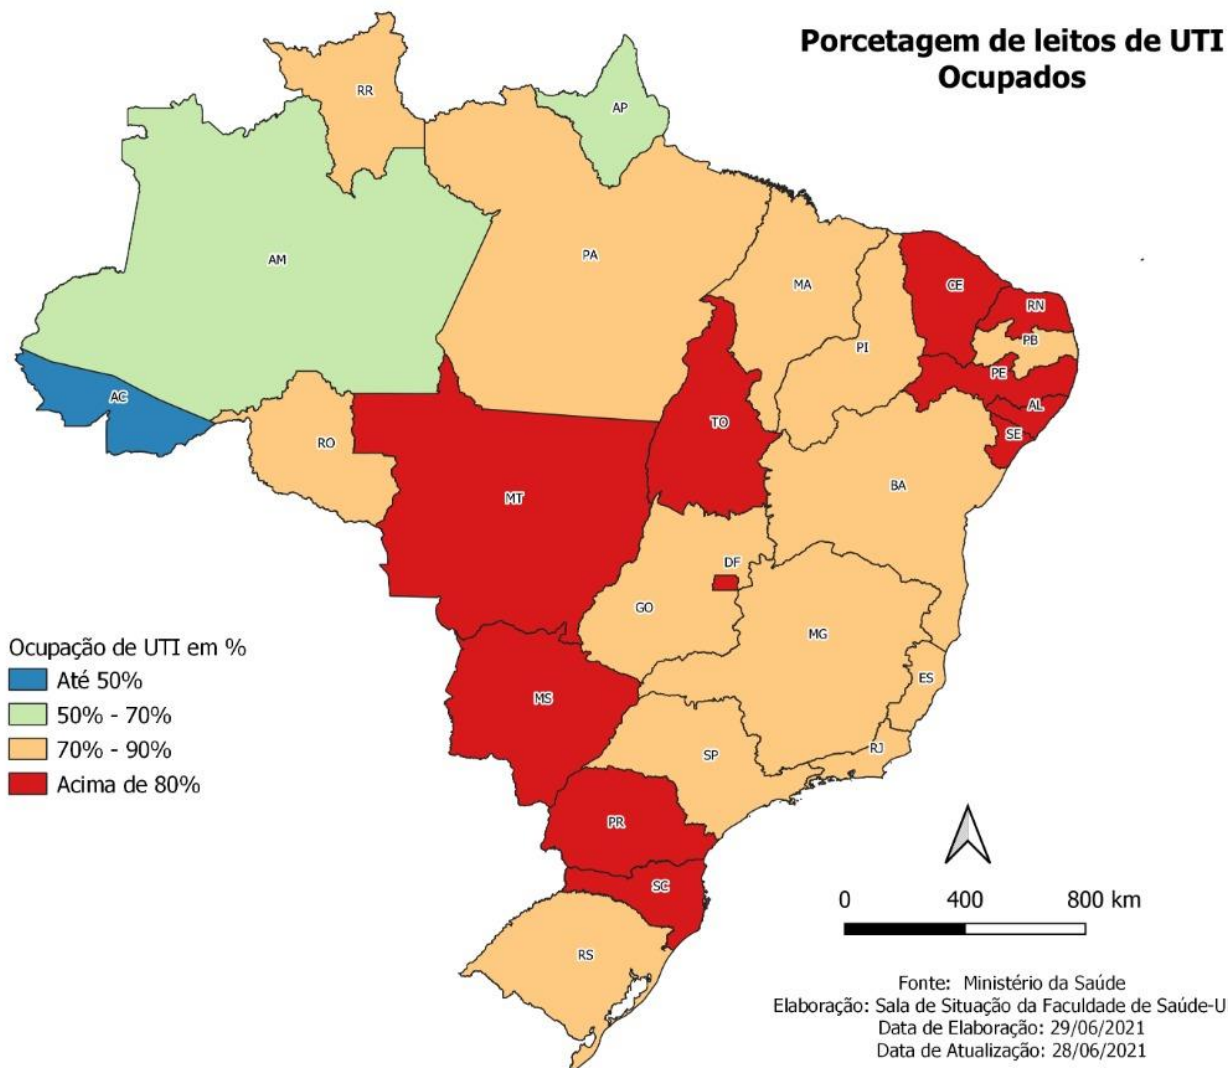 Porcetagem de leitos de UTI
Ocupados
RR
AP
AM
PA
MA
CE
RN
PB
PI
PE
AC
AL
TO
SE
RO
BA
MT
DF
GO
MG
Ocupação de UTI em %
Até 50%
50% - 70%
70% - 90%
Acima de 80%
ES
MS
SP
RJ
PR
SC
RS
0 400 800 km
Fonte: Ministério da Saúde
Elaboração: Sala de Situação da Faculdade de Saúde-U
Data de Elaboração: 29/06/2021
Data de Atualização: 28/06/2021